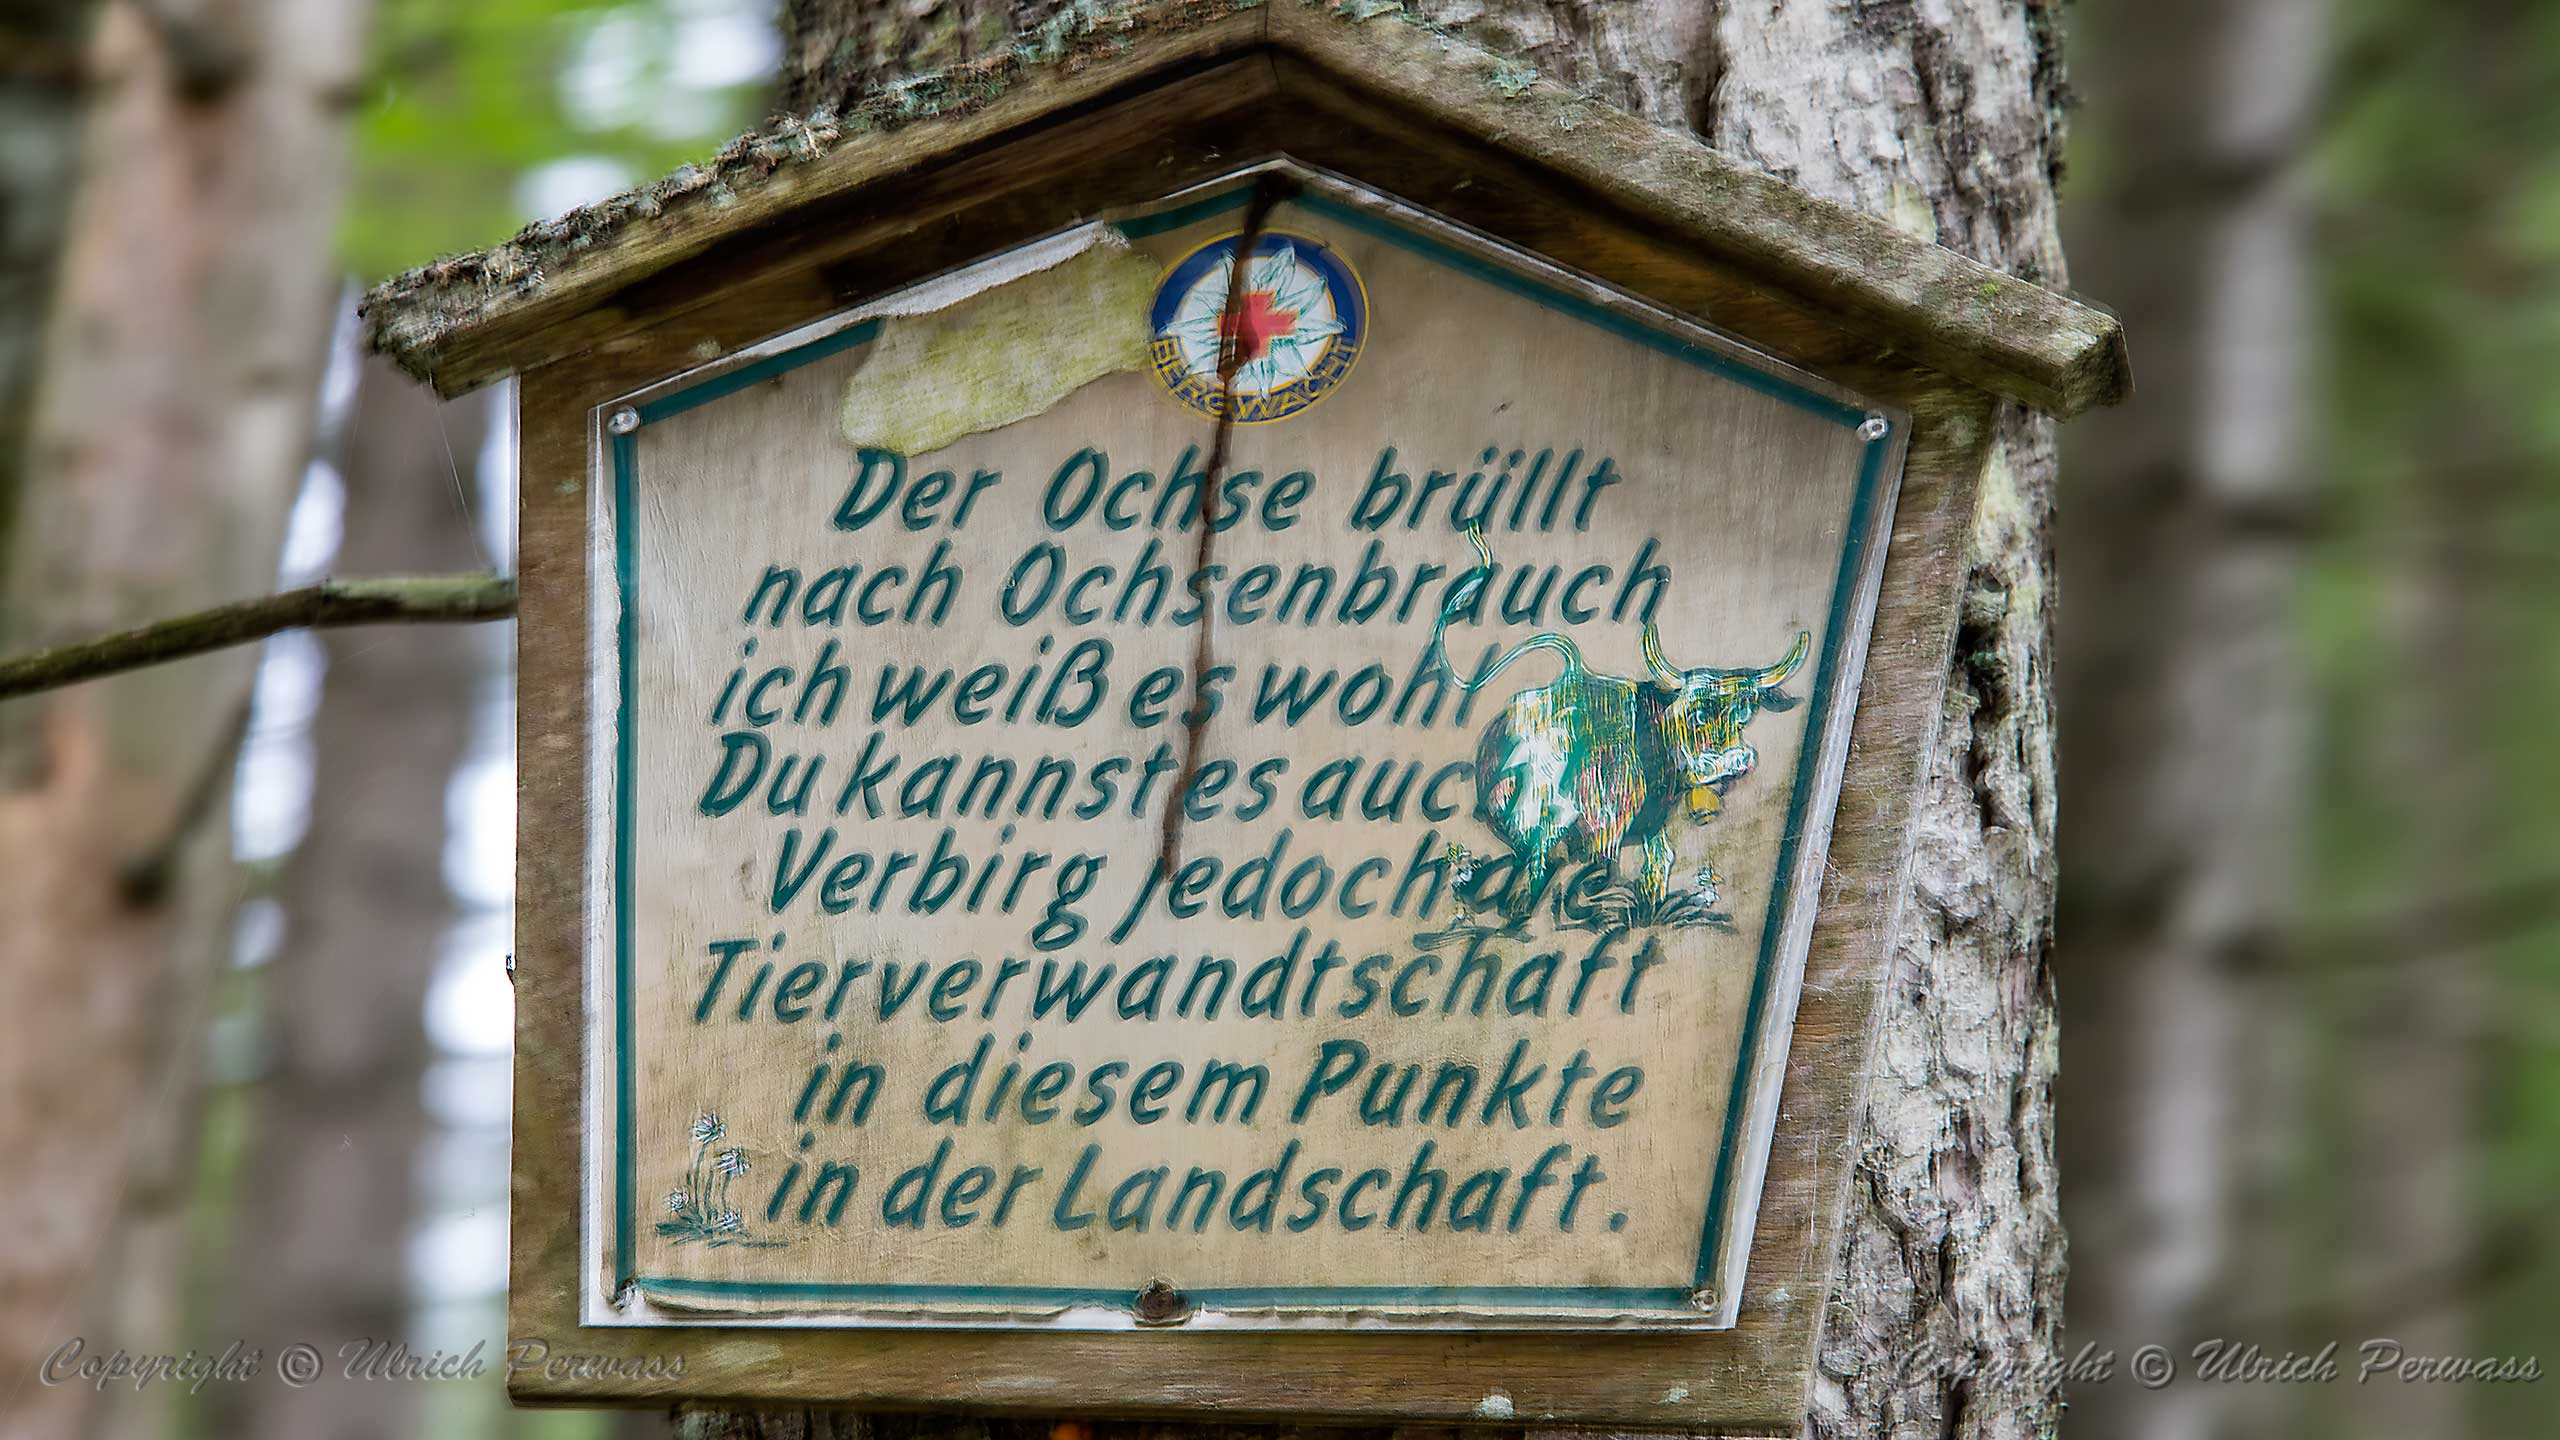 BERGWACHT
Der Ochse brüllt
nach Ochsenbrauch
ich weiß es wohl
Du kannst es auch
Verbirg jedoch die
Tierverwandtschaft
in diesem Punkte
in der Landschaft.
Copyright © Ulrich Perwass
Copyright © Ulrich Perwass